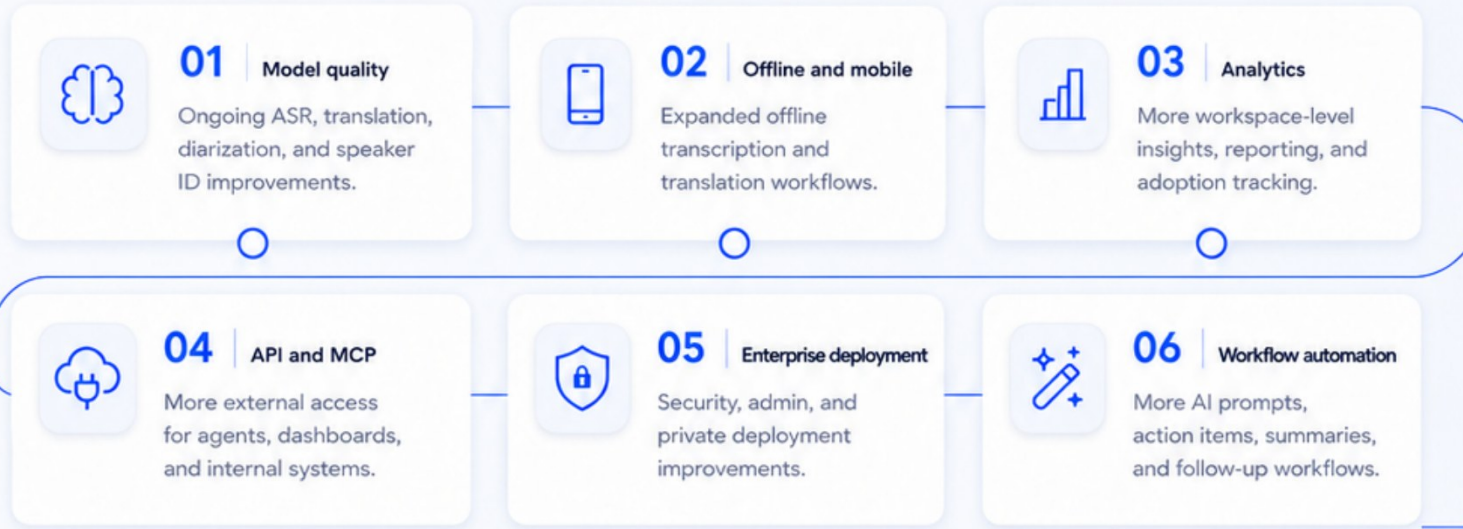 01 Model quality
Ongoing ASR, translation,
diarization, and speaker
ID improvements.
02 Offline and mobile
Expanded offline
transcription and
translation workflows.
03 Analytics
More workspace-level
insights, reporting, and
adoption tracking.
04 API and MCP
More external access
for agents, dashboards,
and internal systems.
05 Enterprise deployment
Security, admin, and
private deployment
improvements.
06 Workflow automation
More AI prompts,
action items, summaries,
and follow-up workflows.